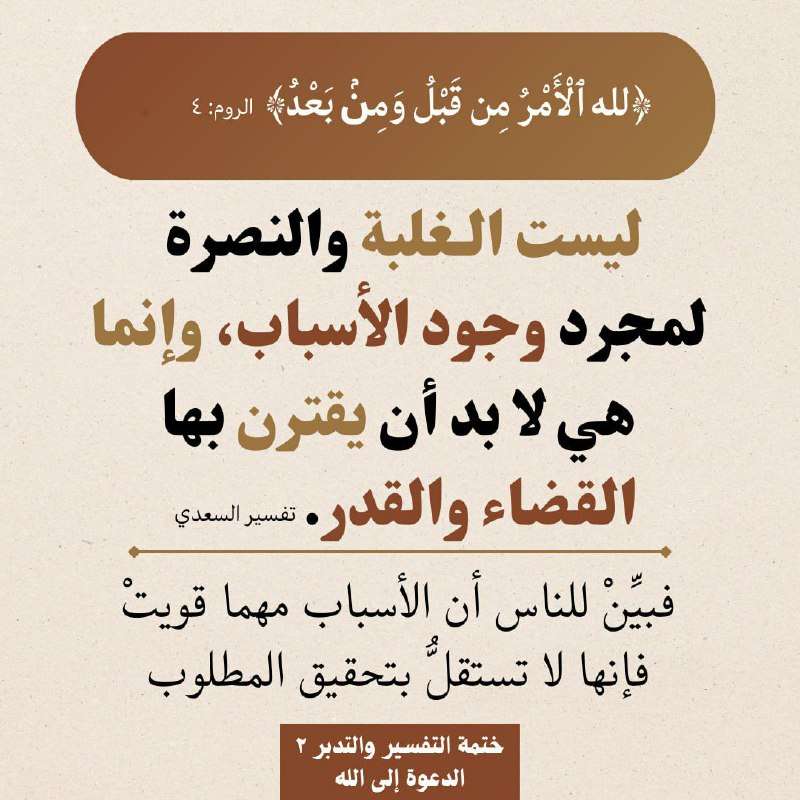 ﴿لله ٱلْأَمْرُ مِن قَبْلُ وَمِنۢ بَعْدُ﴾ الروم: ٤
ليست الغلبة والنصرة
لمجرد وجود الأسباب، وإنما
هي لا بد أن يقترن بها
القضاء والقدر. تفسير السعدي
فبيِّنْ للناس أن الأسباب مهما قويتْ
فإنها لا تستقلُّ بتحقيق المطلوب
ختمة التفسير والتدبر ٢
الدعوة إلى الله